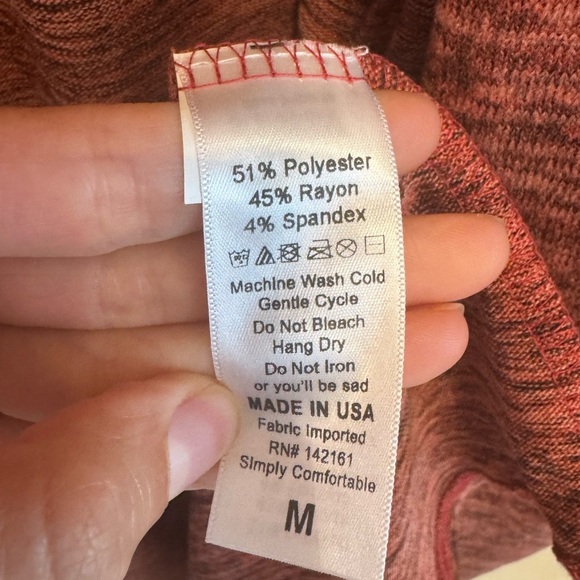 51% Polyester
45% Rayon
4% Spandex
Machine Wash Cold
Gentle Cycle
Do Not Bleach
Hang Dry
Do Not Iron
or you'll be sad
MADE IN USA
Fabric Imported
RN# 142161
Simply Comfortable
M